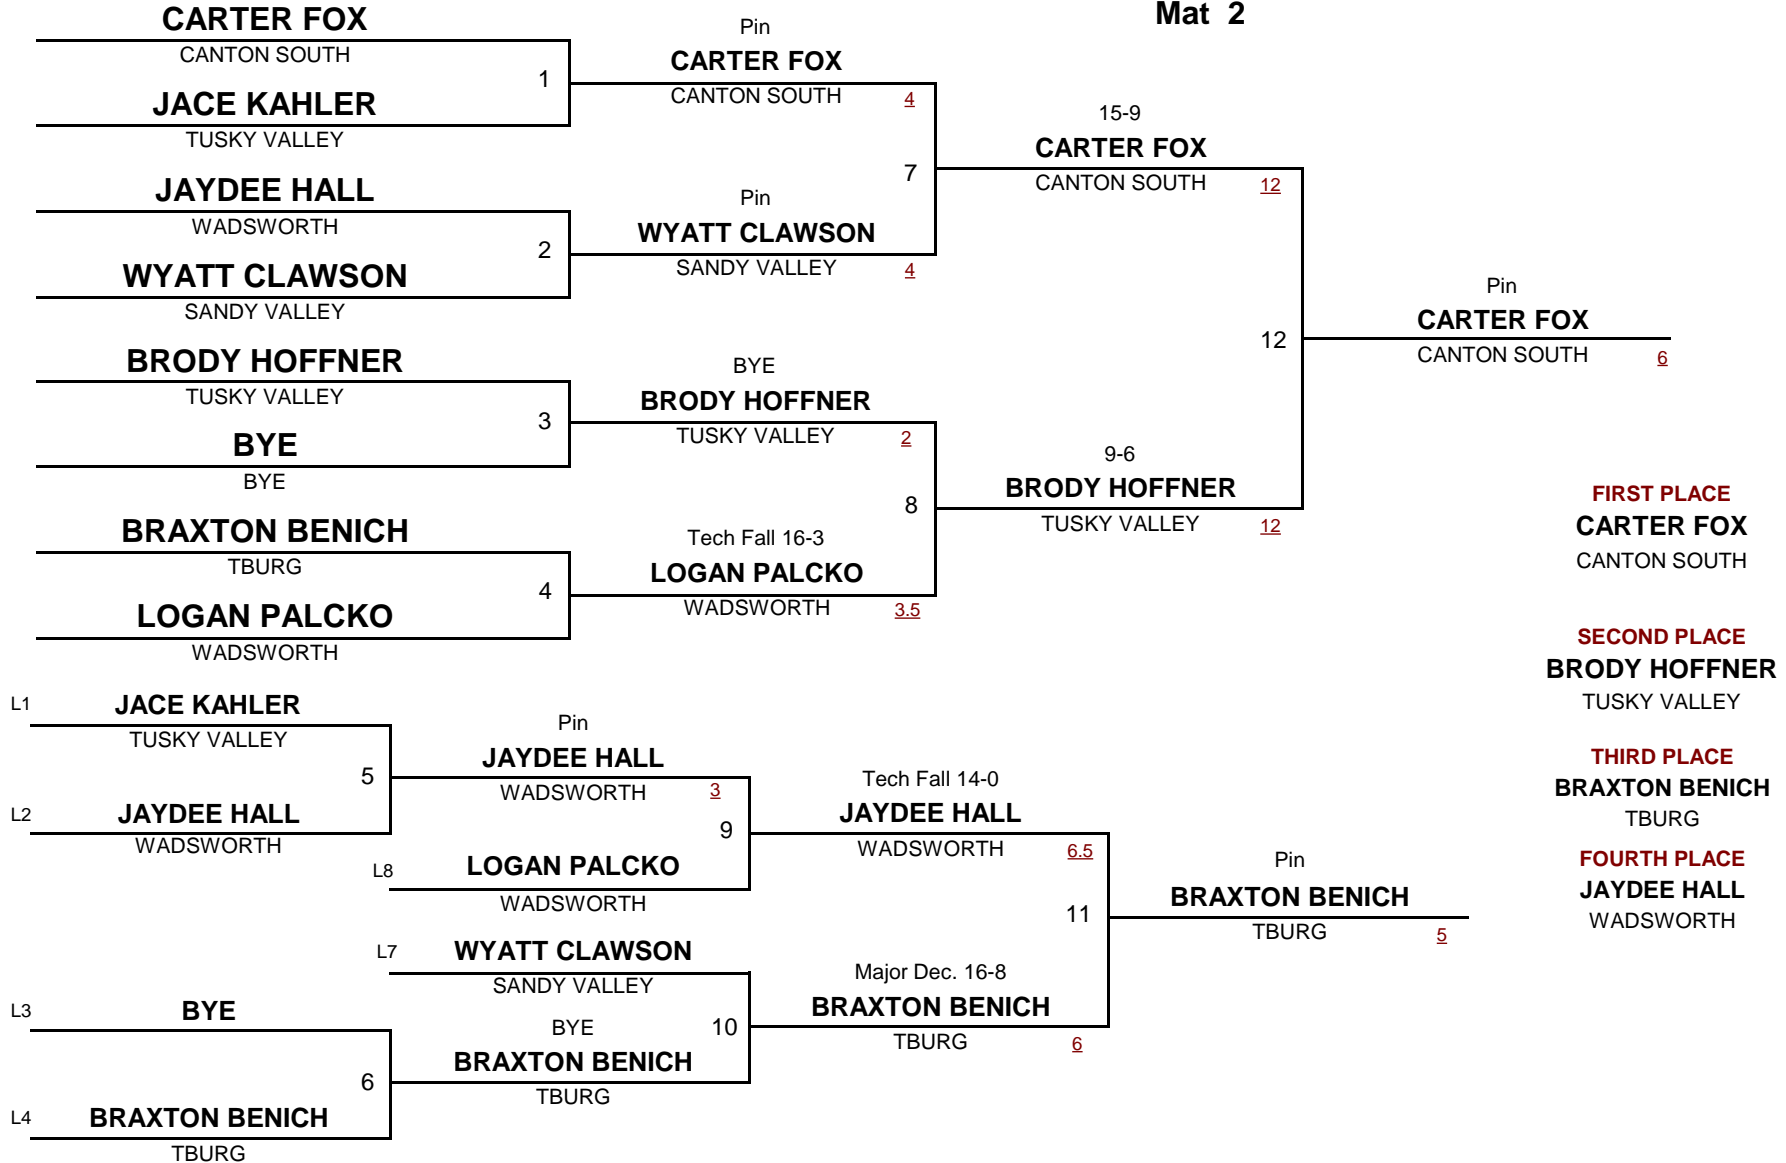 Mat 2
CARTER FOX
CANTON SOUTH
1
JACE KAHLER
TUSKY VALLEY
JAYDEE HALL
WADSWORTH
2
WYATT CLAWSON
SANDY VALLEY
BRODY HOFFNER
TUSKY VALLEY
3
BYE
BYE
BRAXTON BENICH
TBURG
4
LOGAN PALCKO
WADSWORTH
Pin
CARTER FOX
CANTON SOUTH
4
7
Pin
WYATT CLAWSON
SANDY VALLEY
4
BYE
BRODY HOFFNER
TUSKY VALLEY
2
8
Tech Fall 16-3
LOGAN PALCKO
WADSWORTH
3.5
15-9
CARTER FOX
CANTON SOUTH
12
12
9-6
BRODY HOFFNER
TUSKY VALLEY
12
Pin
CARTER FOX
CANTON SOUTH
6
L1
JACE KAHLER
TUSKY VALLEY
5
L2
JAYDEE HALL
WADSWORTH
L3
BYE
6
L4
BRAXTON BENICH
TBURG
Pin
JAYDEE HALL
WADSWORTH
3
9
L8
LOGAN PALCKO
WADSWORTH
L7
WYATT CLAWSON
SANDY VALLEY
10
BYE
BRAXTON BENICH
TBURG
Tech Fall 14-0
JAYDEE HALL
WADSWORTH
6.5
11
Major Dec. 16-8
BRAXTON BENICH
TBURG
6
Pin
BRAXTON BENICH
TBURG
5
FIRST PLACE
CARTER FOX
CANTON SOUTH
SECOND PLACE
BRODY HOFFNER
TUSKY VALLEY
THIRD PLACE
BRAXTON BENICH
TBURG
FOURTH PLACE
JAYDEE HALL
WADSWORTH